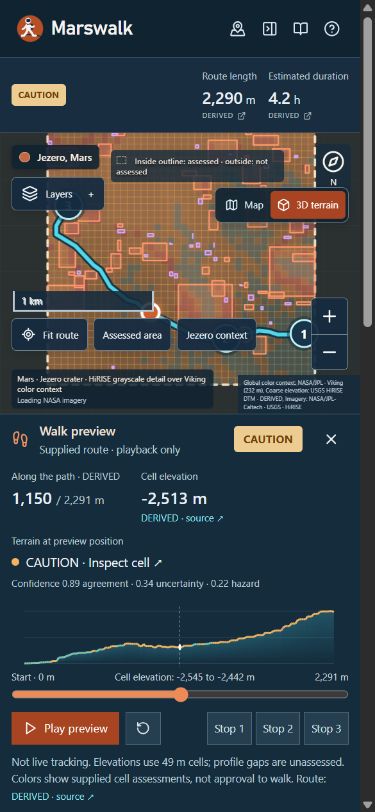 Marswalk
CAUTION
Route length
2,290 m
DERIVED
Estimated duration
4.2 h
DERIVED
Jezero, Mars
Inside outline: assessed · outside: not
assessed
N
Layers +
Map
3D terrain
1 km
Fit route
Assessed area
Jezero context
1
+
−
Mars · Jezero crater · HiRISE grayscale detail over Viking
color context
Loading NASA imagery
Global color context, NASA/JPL · Viking
(232 m), Coarse elevation: USGS HiRISE
DTM · DERIVED, Imagery: NASA/JPL-
Caltech · USGS · HiRISE
Walk preview
Supplied route · playback only
CAUTION
Along the path · DERIVED
1,150 / 2,291 m
Cell elevation
-2,513 m
DERIVED · source ↗
Terrain at preview position
CAUTION · Inspect cell ↗
Confidence 0.89 agreement · 0.34 uncertainty · 0.22 hazard
Start · 0 m
Cell elevation: -2,545 to -2,442 m
2,291 m
Play preview
Stop 1
Stop 2
Stop 3
Not live tracking. Elevations use 49 m cells; profile gaps are unassessed.
Colors show supplied cell assessments, not approval to walk. Route:
DERIVED · source ↗